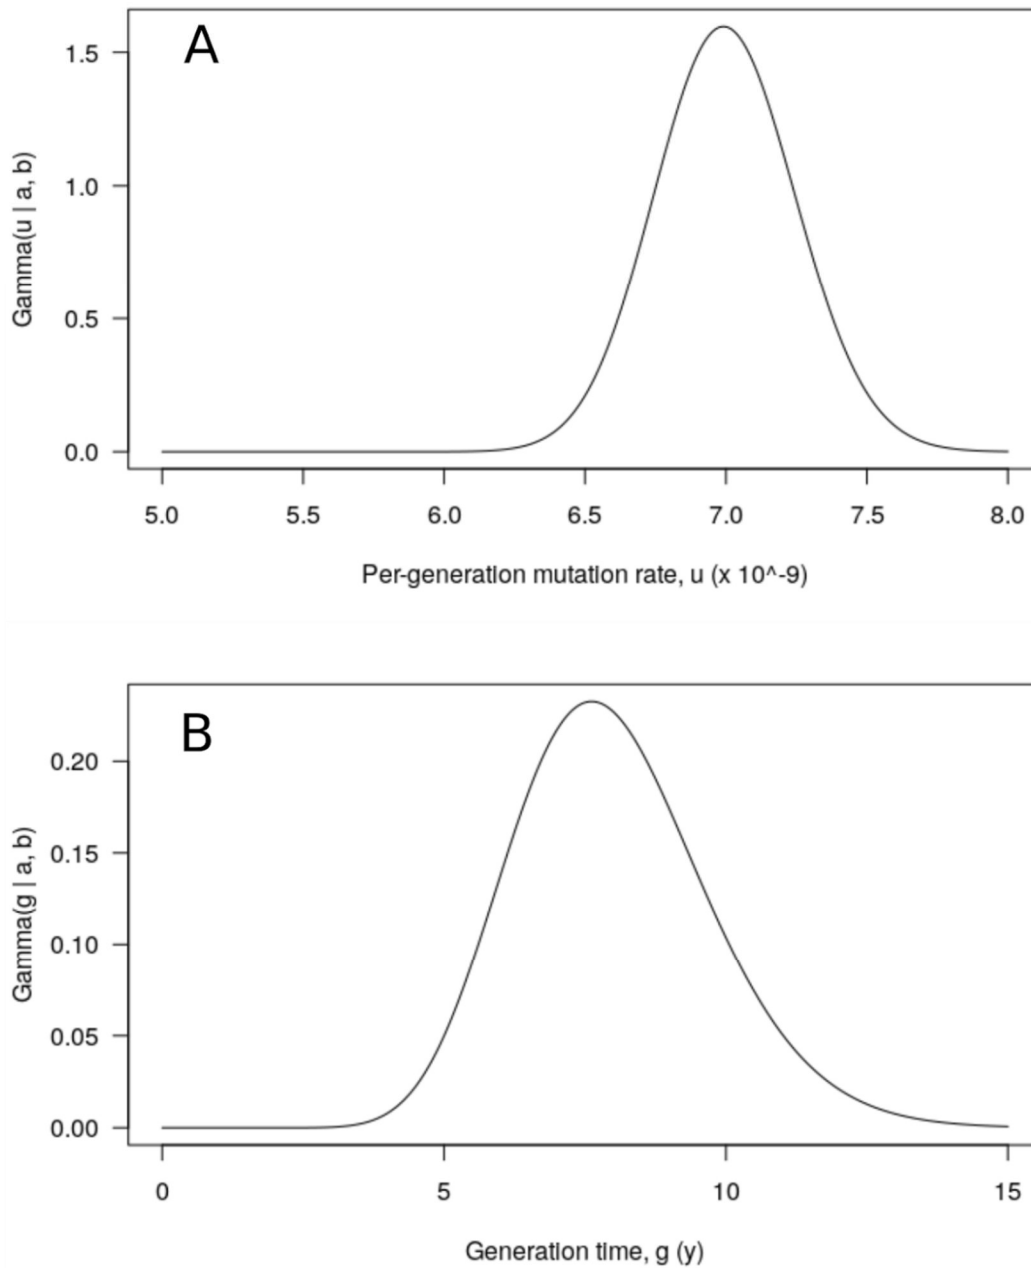 A
1.5
1.0
0.5
0.0
Gamma(u | a, b)
5.0 5.5 6.0 6.5 7.0 7.5 8.0
Per-generation mutation rate, u (x 10^-9)
B
0.20
0.15
0.10
0.05
0.00
Gamma(g | a, b)
0 5 10 15
Generation time, g (y)